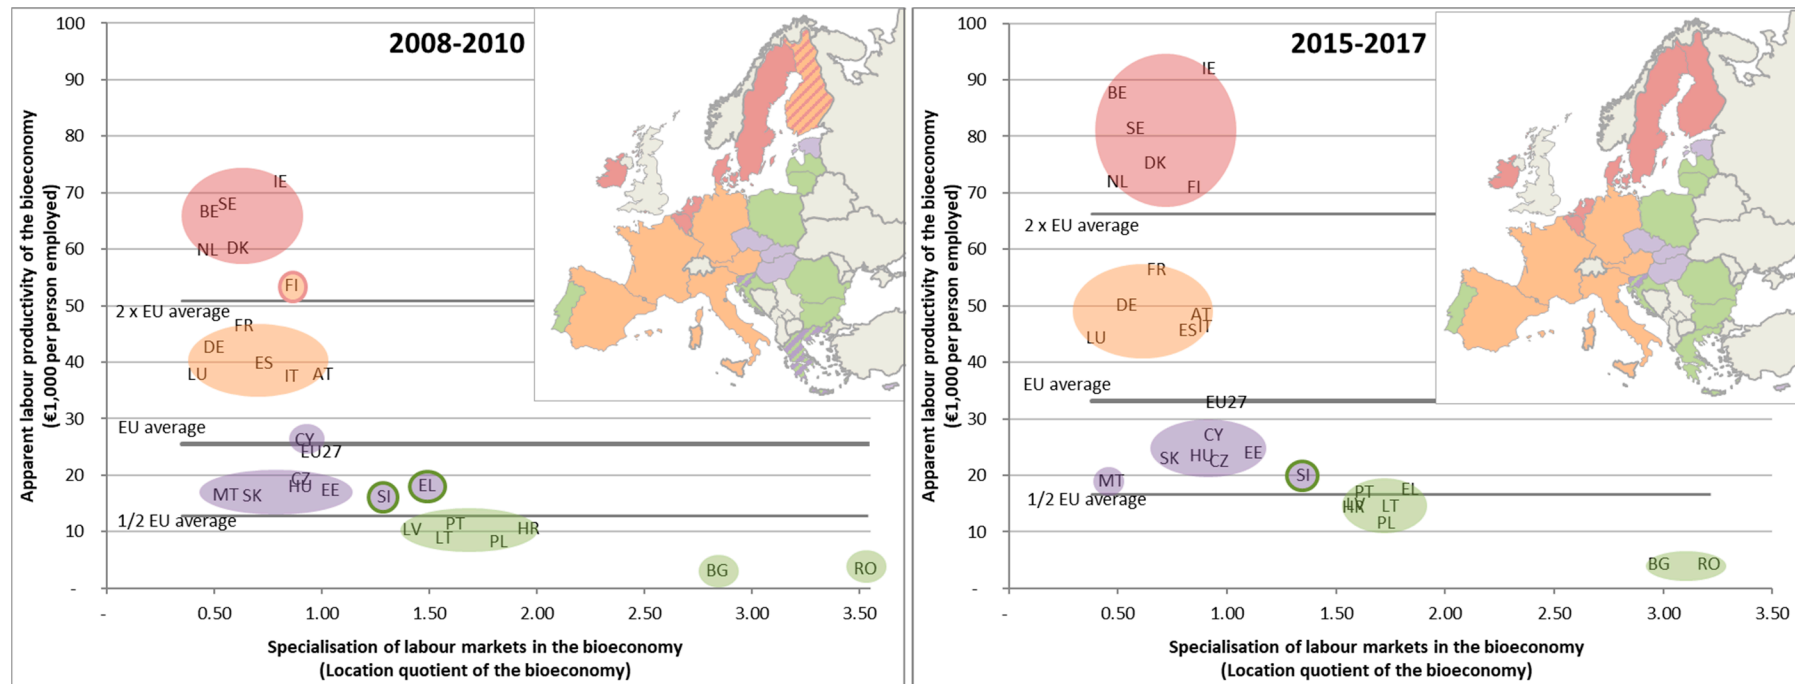 2008-2010
Apparent labour productivity of the bioeconomy
(€1,000 per person employed)
100
90
80
70
60
50
40
30
20
10
-
IE
SE
BE
NL DK
FI
2 x EU average
FR
DE
ES
LU IT AT
EU average
CY
EU27
CZ
HU
MT SK EE
SI
EL
1/2 EU average
LV PT HR
LT PL
BG
RO
- 0.50 1.00 1.50 2.00 2.50 3.00 3.50
Specialisation of labour markets in the bioeconomy
(Location quotient of the bioeconomy)
2015-2017
Apparent labour productivity of the bioeconomy
(€1,000 per person employed)
100
90
80
70
60
50
40
30
20
10
-
IE
BE
SE
DK
NL
FI
2 x EU average
FR
DE
AT
IT
ES
LU
EU average
EU27
CY
SK HU EE
CZ
MT
SI
1/2 EU average
PT EL
LV
HR LT
PL
BG RO
- 0.50 1.00 1.50 2.00 2.50 3.00 3.50
Specialisation of labour markets in the bioeconomy
(Location quotient of the bioeconomy)